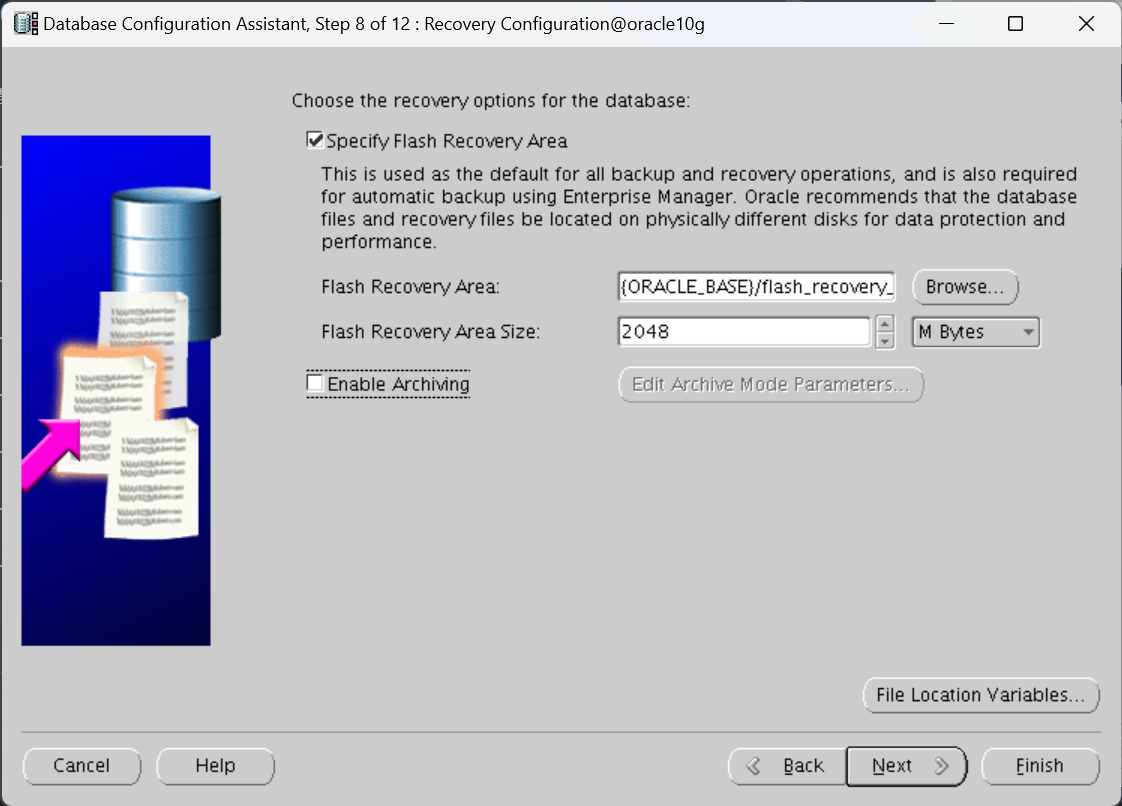 Database Configuration Assistant, Step 8 of 12 : Recovery Configuration@oracle10g
Choose the recovery options for the database:
Specify Flash Recovery Area
This is used as the default for all backup and recovery operations, and is also required
for automatic backup using Enterprise Manager. Oracle recommends that the database
files and recovery files be located on physically different disks for data protection and
performance.
Flash Recovery Area: {ORACLE_BASE}/flash_recovery_ Browse...
Flash Recovery Area Size: 2048 M Bytes
Enable Archiving Edit Archive Mode Parameters...
File Location Variables...
Cancel Help Back Next Finish